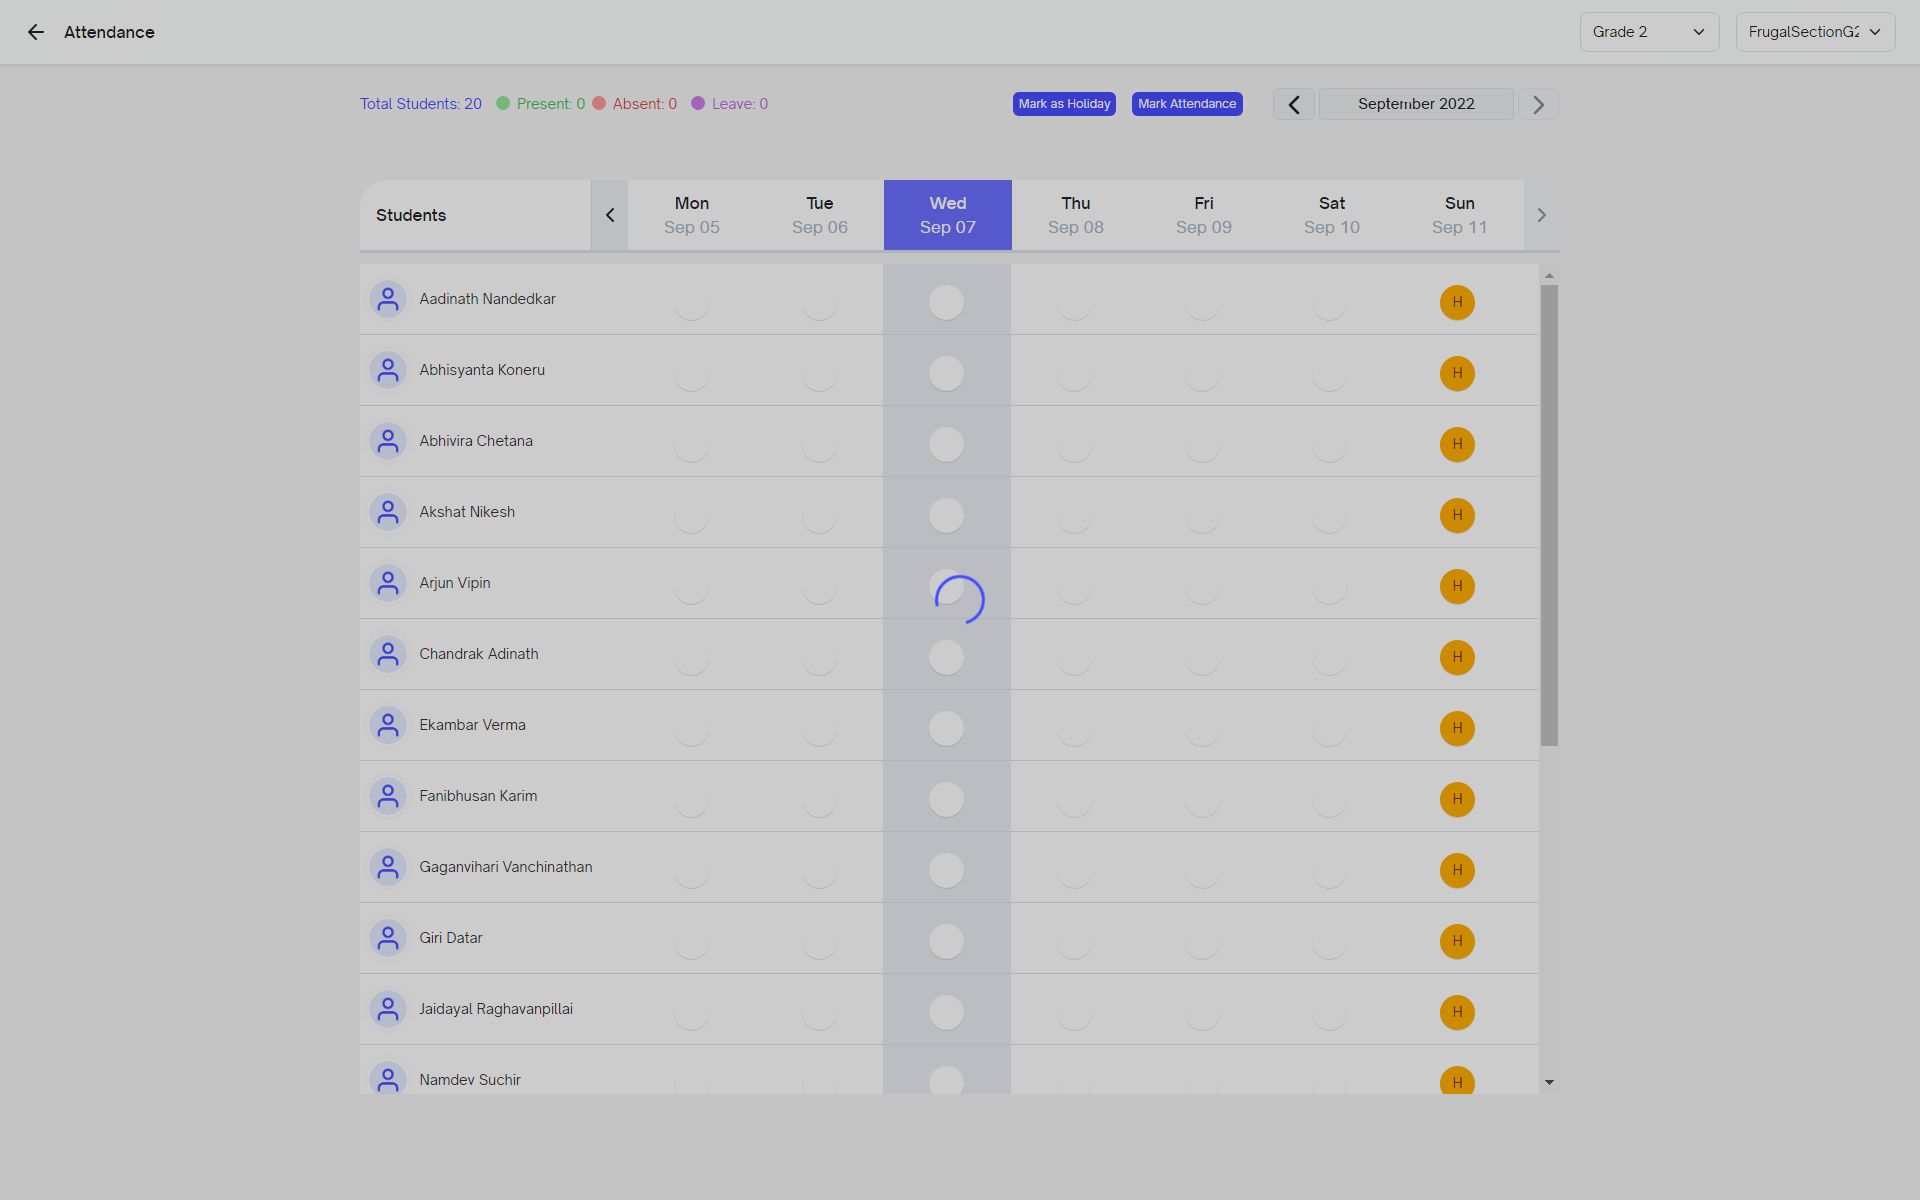 Attendance
Grade 2
FrugalSectionG2
Total Students: 20 Present: 0 Absent: 0 Leave: 0
Mark as Holiday
Mark Attendance
September 2022
Students
Mon Tue Wed Thu Fri Sat Sun
Sep 05 Sep 06 Sep 07 Sep 08 Sep 09 Sep 10 Sep 11
Aadinath Nandedkar H
Abhisyanta Koneru H
Abhivira Chetana H
Akshat Nikesh H
Arjun Vipin H
Chandrak Adinath H
Ekambar Verma H
Fanibhusan Karim H
Gaganvihari Vanchinathan H
Giri Datar H
Jaidayal Raghavanpillai H
Namdev Suchir H